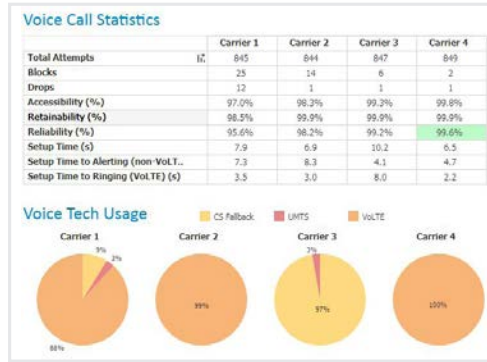 Voice Call Statistics
Carrier 1 Carrier 2 Carrier 3 Carrier 4
Total Attempts 845 844 847 849
Blocks 25 14 6 2
Drops 12 1 1 1
Accessibility (%) 97.0% 98.3% 99.3% 99.8%
Retainability (%) 98.5% 99.9% 99.9% 99.9%
Reliability (%) 95.6% 98.2% 99.2% 99.6%
Setup Time (s) 7.9 6.9 10.2 6.5
Setup Time to Alerting (non-VoLT.. 7.3 8.3 4.1 4.7
Setup Time to Ringing (VoLTE) (s) 3.5 3.0 8.0 2.2
Voice Tech Usage CS Fallback UMTS VoLTE
Carrier 1 Carrier 2 Carrier 3 Carrier 4
9% 2% 3%
99% 97% 100%
88%